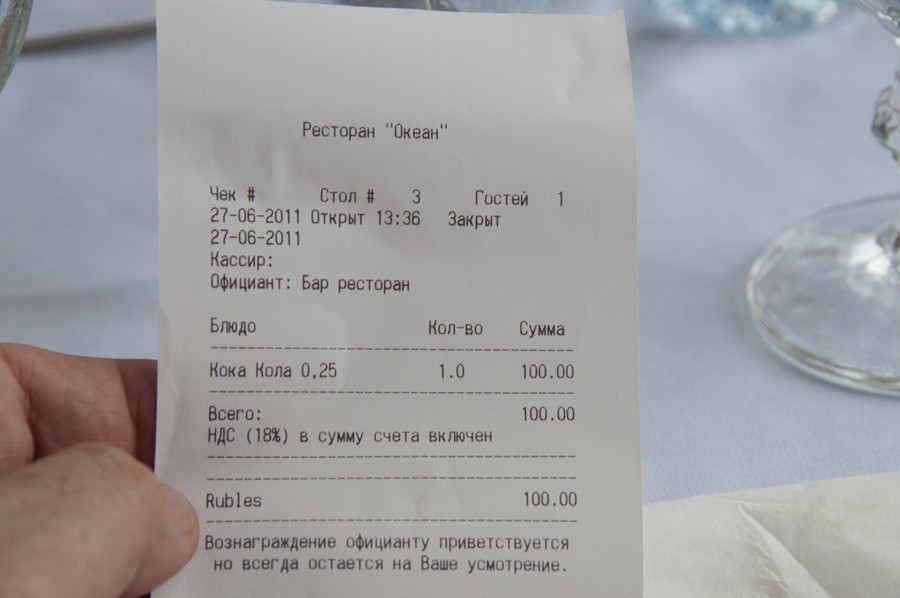 Ресторан "Океан"
Чек # Стол # 3 Гостей 1
27-06-2011 Открыт 13:36 Закрыт
27-06-2011
Кассир:
Официант: Бар ресторан
Блюдо Кол-во Сумма
Кока Кола 0,25 1.0 100.00
Всего: 100.00
НДС (18%) в сумму счета включен
Rubles 100.00
Вознаграждение официанту приветствуется
но всегда остается на Ваше усмотрение.